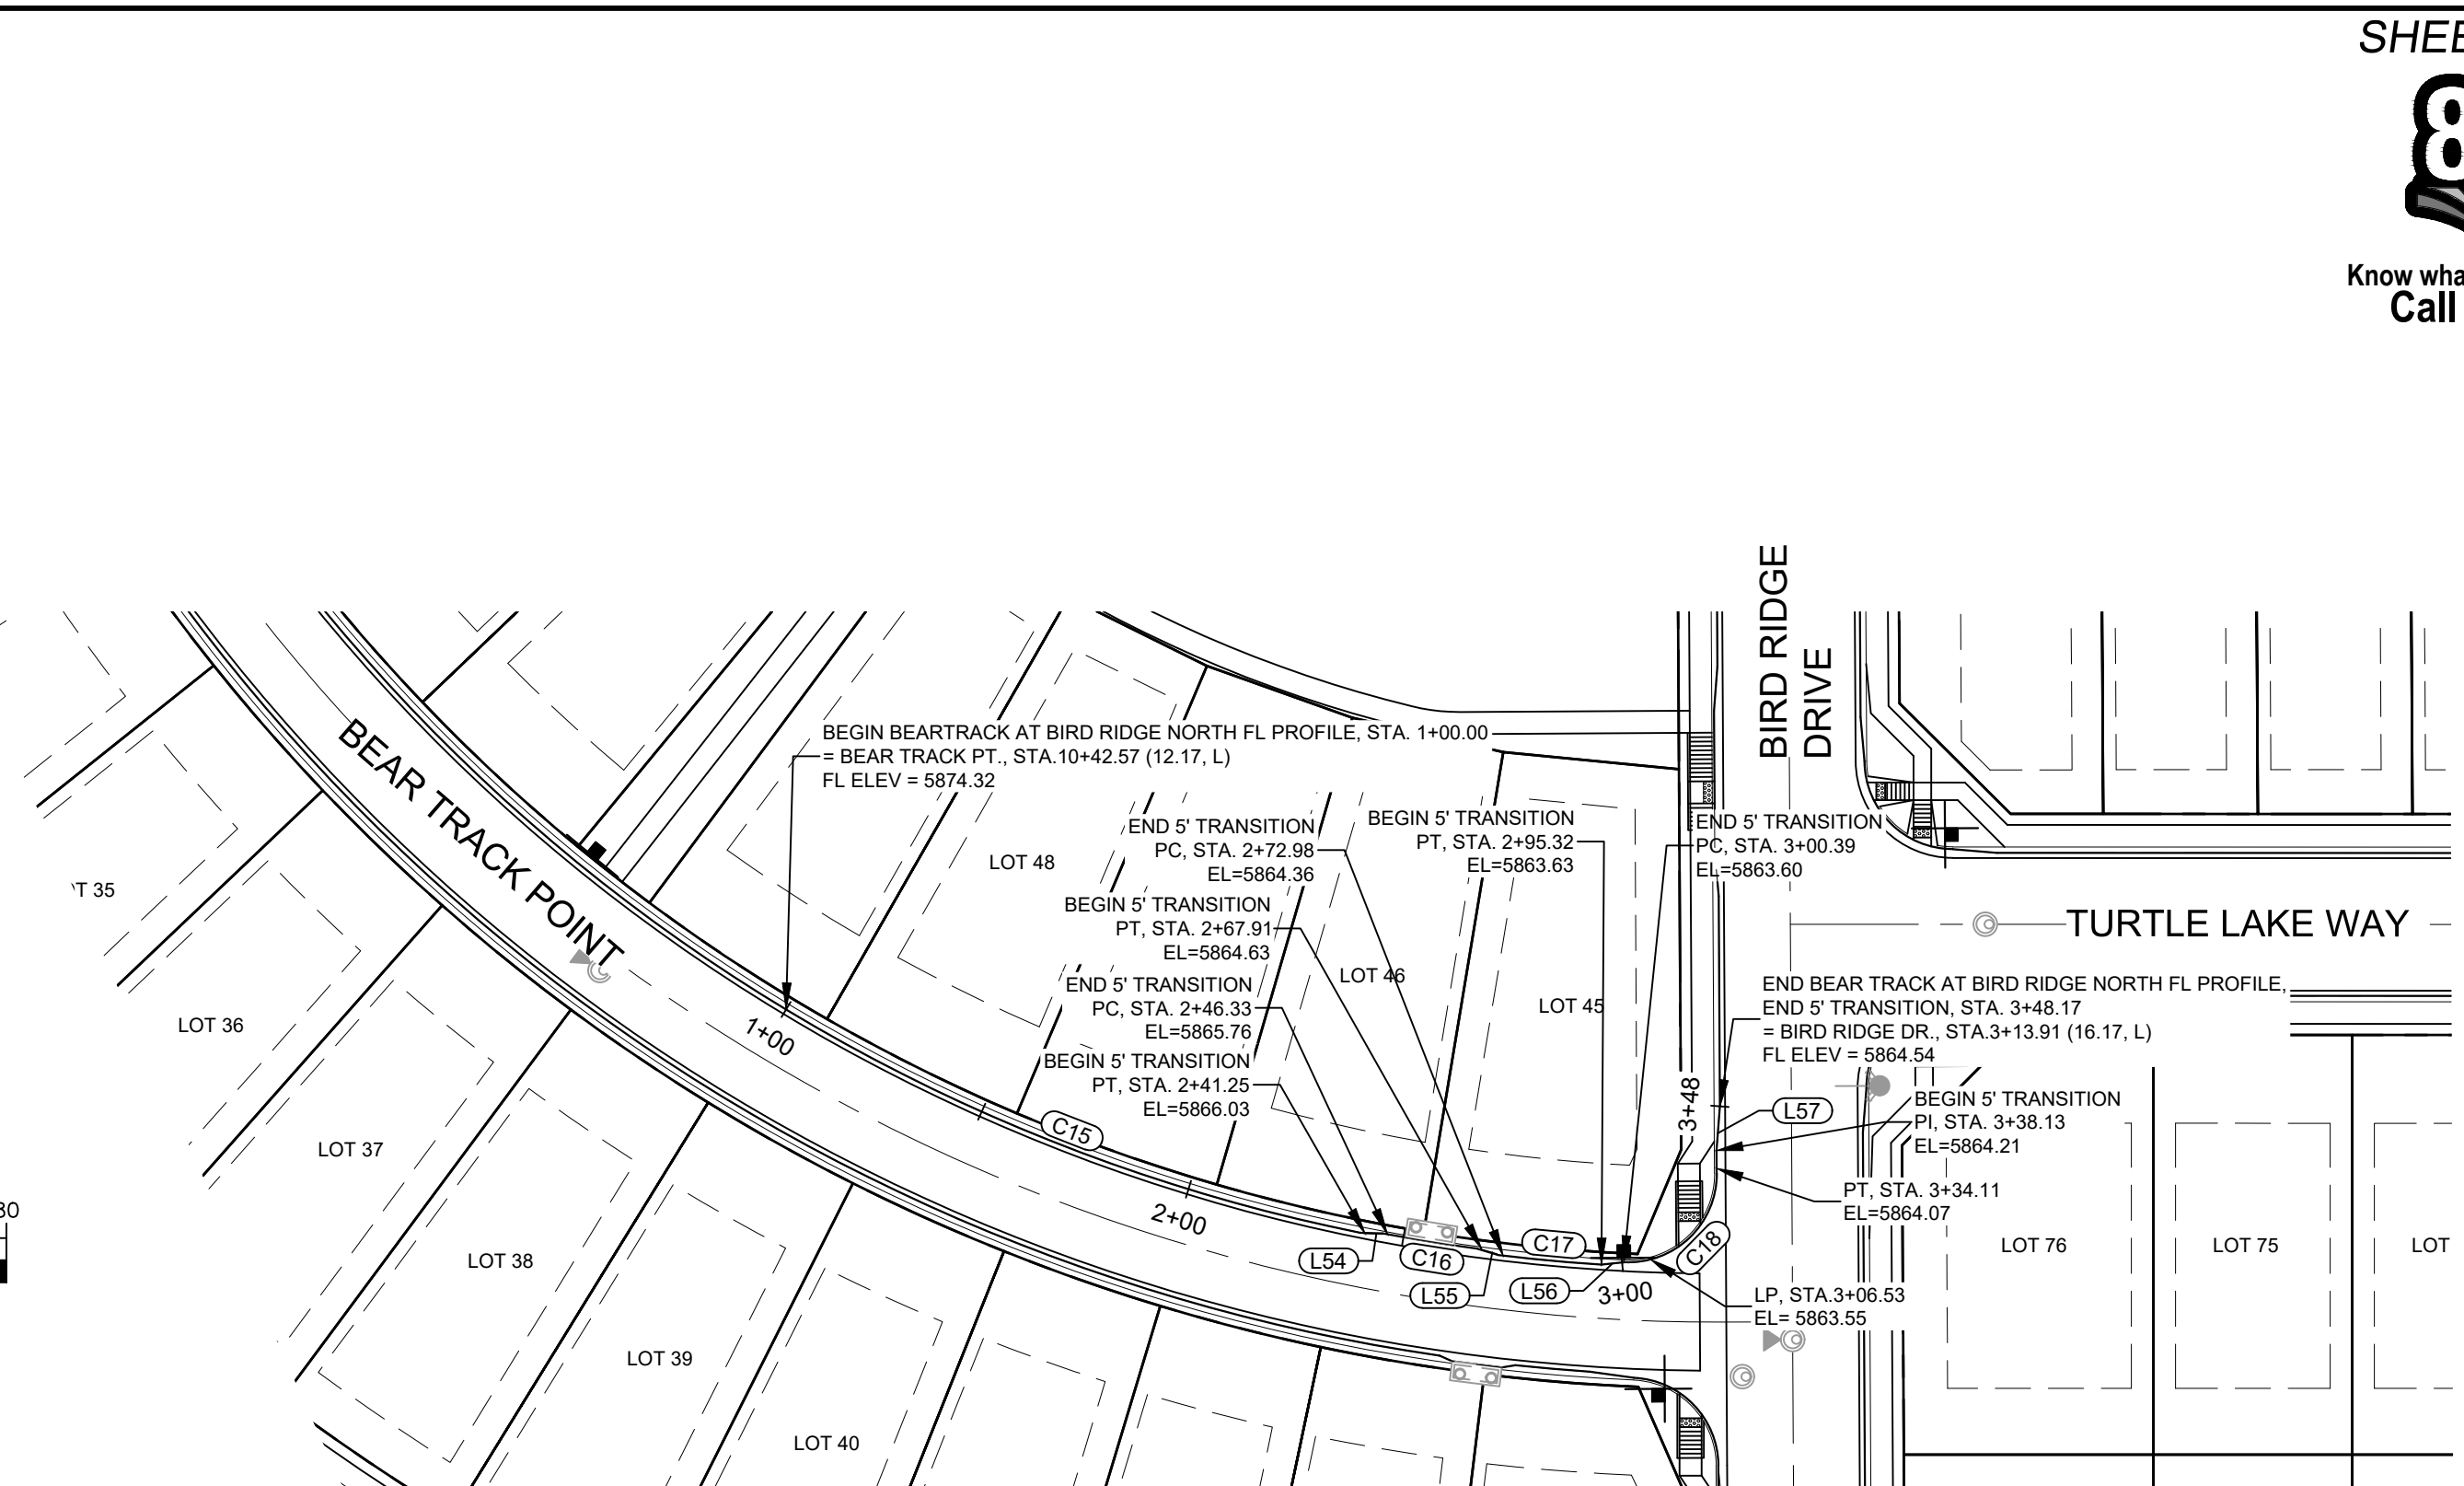 SHEE
8
Know wha
Call
BIRD RIDGE
DRIVE
BEAR TRACK POINT
BEGIN BEARTRACK AT BIRD RIDGE NORTH FL PROFILE, STA. 1+00.00
= BEAR TRACK PT., STA.10+42.57 (12.17, L)
FL ELEV = 5874.32
END 5' TRANSITION
PC, STA. 2+72.98
EL=5864.36
BEGIN 5' TRANSITION
PT, STA. 2+95.32
EL=5863.63
END 5' TRANSITION
PC, STA. 3+00.39
EL=5863.60
BEGIN 5' TRANSITION
PT, STA. 2+67.91
EL=5864.63
END 5' TRANSITION
PC, STA. 2+46.33
EL=5865.76
BEGIN 5' TRANSITION
PT, STA. 2+41.25
EL=5866.03
TURTLE LAKE WAY
END BEAR TRACK AT BIRD RIDGE NORTH FL PROFILE,
END 5' TRANSITION, STA. 3+48.17
= BIRD RIDGE DR., STA.3+13.91 (16.17, L)
FL ELEV = 5864.54
BEGIN 5' TRANSITION
PI, STA. 3+38.13
EL=5864.21
PT, STA. 3+34.11
EL=5864.07
LP, STA.3+06.53
EL= 5863.55
LOT 48
LOT 46
LOT 45
T 35
LOT 36
LOT 37
LOT 38
LOT 39
LOT 40
LOT 76
LOT 75
LOT
1+00
2+00
3+00
3+48
C15
C16
C17
C18
L54
L55
L56
L57
30